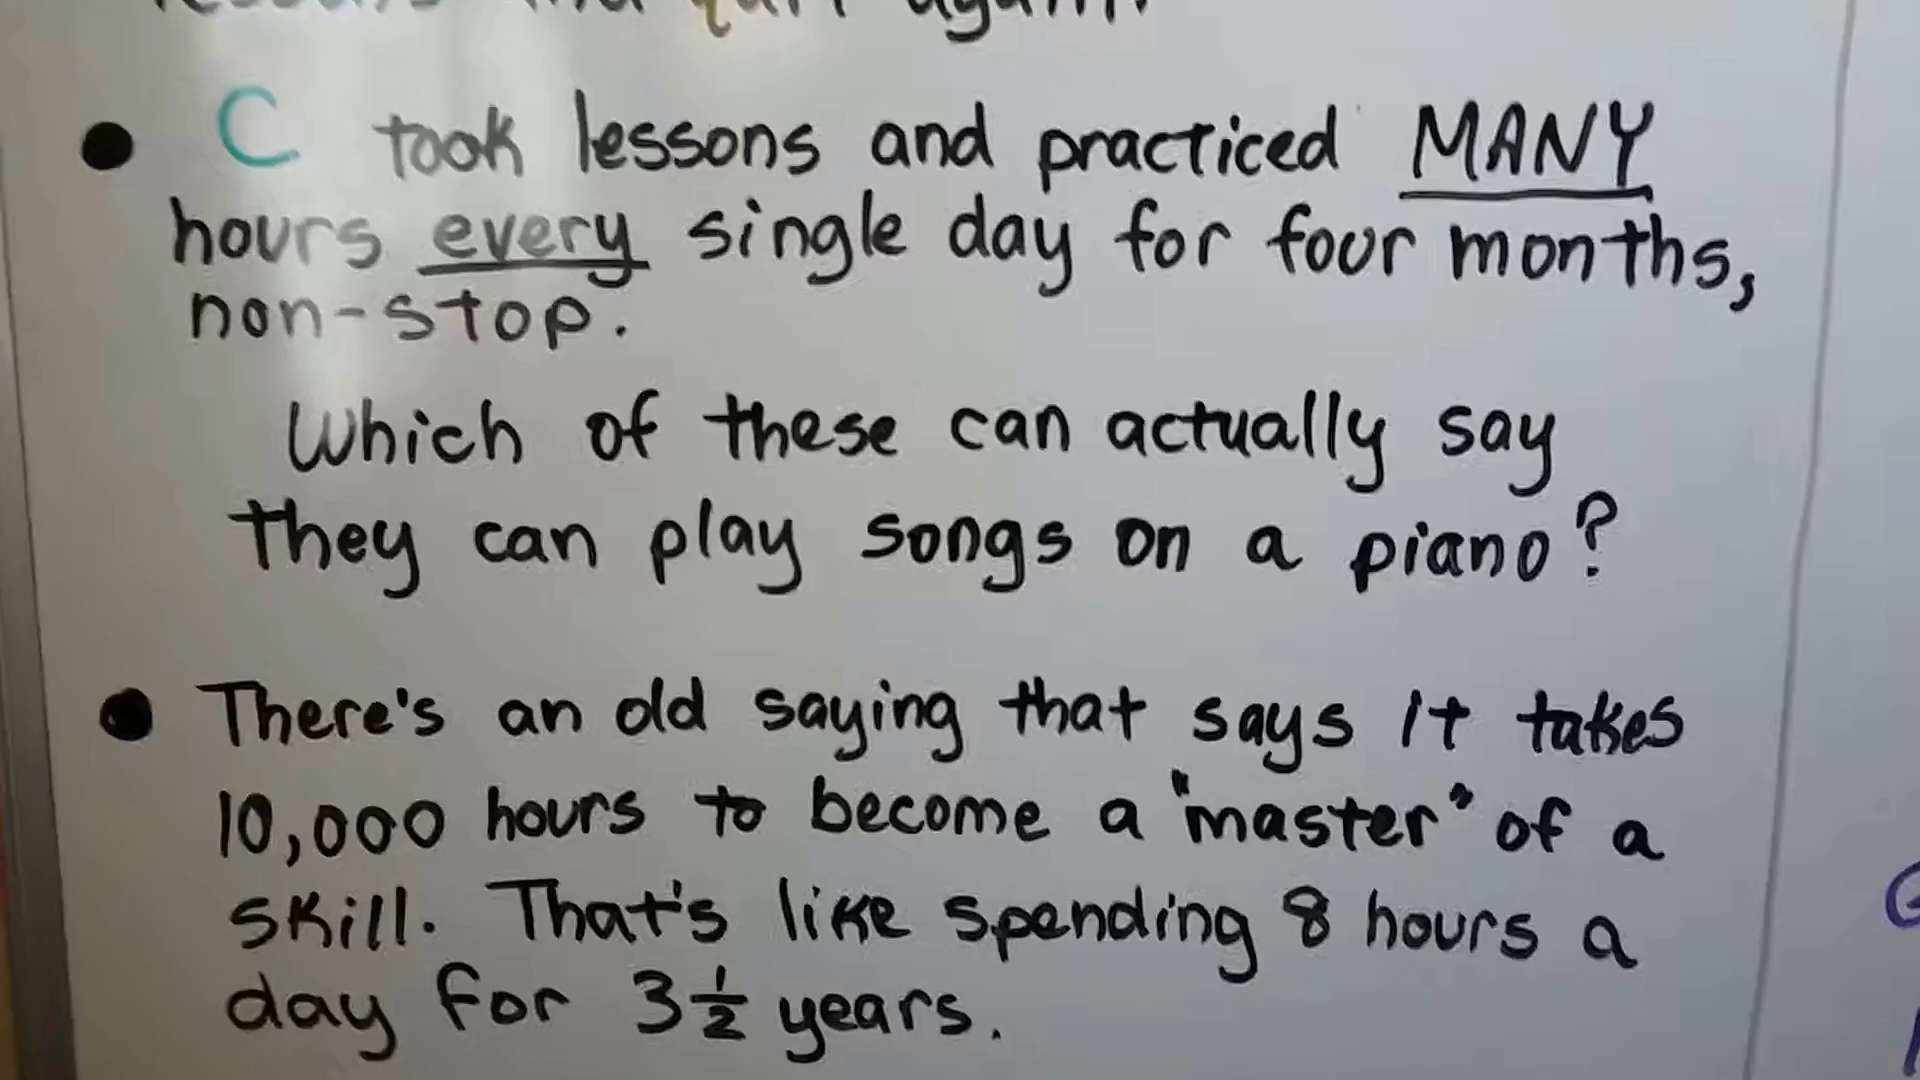 C took lessons and practiced MANY
hours every single day for four months,
non-stop.
Which of these can actually say
they can play songs on a piano?
There's an old saying that says it takes
10,000 hours to become a "master" of a
skill. That's like spending 8 hours a
day for 3½ years.